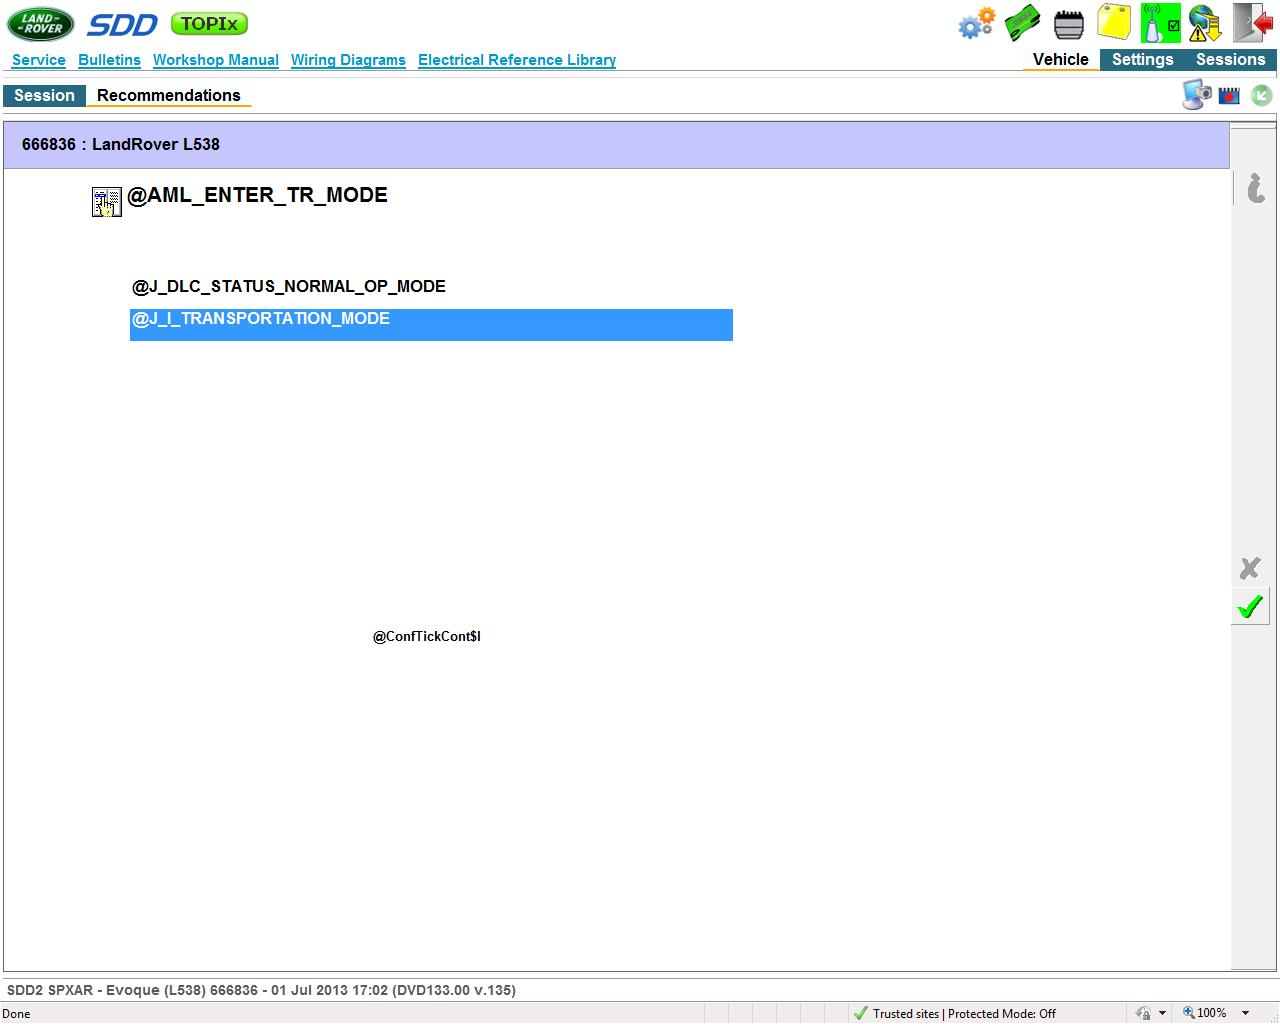 LAND-
-ROVER
SDD
TOPIx
Service Bulletins Workshop Manual Wiring Diagrams Electrical Reference Library
Vehicle Settings Sessions
Session Recommendations
666836 : LandRover L538
@AML_ENTER_TR_MODE
@J_DLC_STATUS_NORMAL_OP_MODE
@J_I_TRANSPORTATION_MODE
@ConfTickCont$I
SDD2 SPXAR - Evoque (L538) 666836 - 01 Jul 2013 17:02 (DVD133.00 v.135)
Done
Trusted sites | Protected Mode: Off
100%